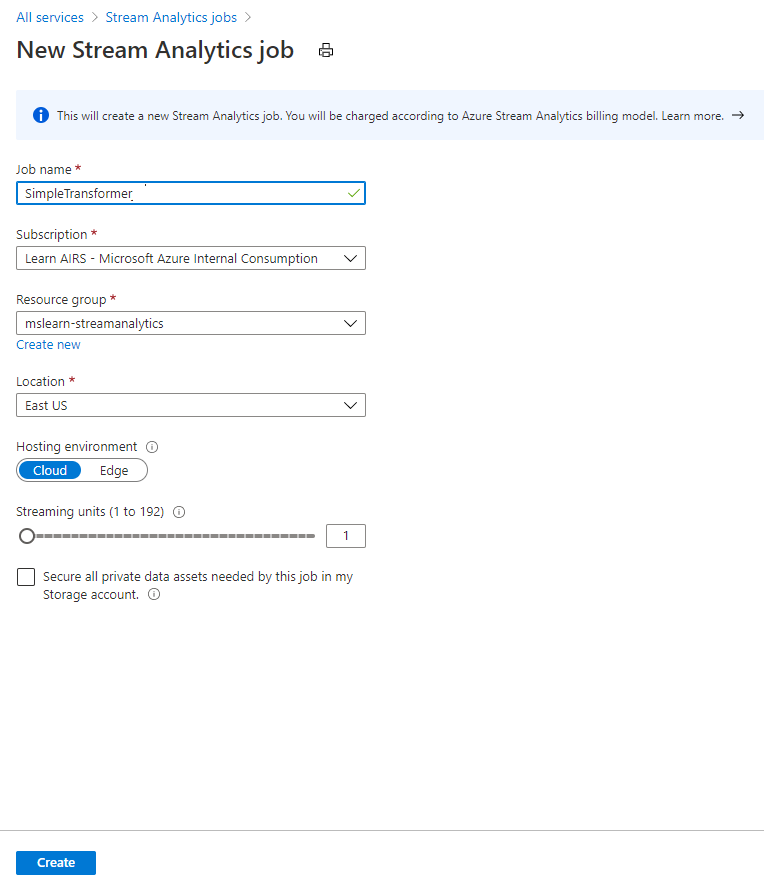 All services > Stream Analytics jobs >
New Stream Analytics job
This will create a new Stream Analytics job. You will be charged according to Azure Stream Analytics billing model. Learn more. →
Job name *
SimpleTransformer
Subscription *
Learn AIRS - Microsoft Azure Internal Consumption
Resource group *
mslearn-streamanalytics
Create new
Location *
East US
Hosting environment
Cloud Edge
Streaming units (1 to 192)
1
Secure all private data assets needed by this job in my
Storage account.
Create